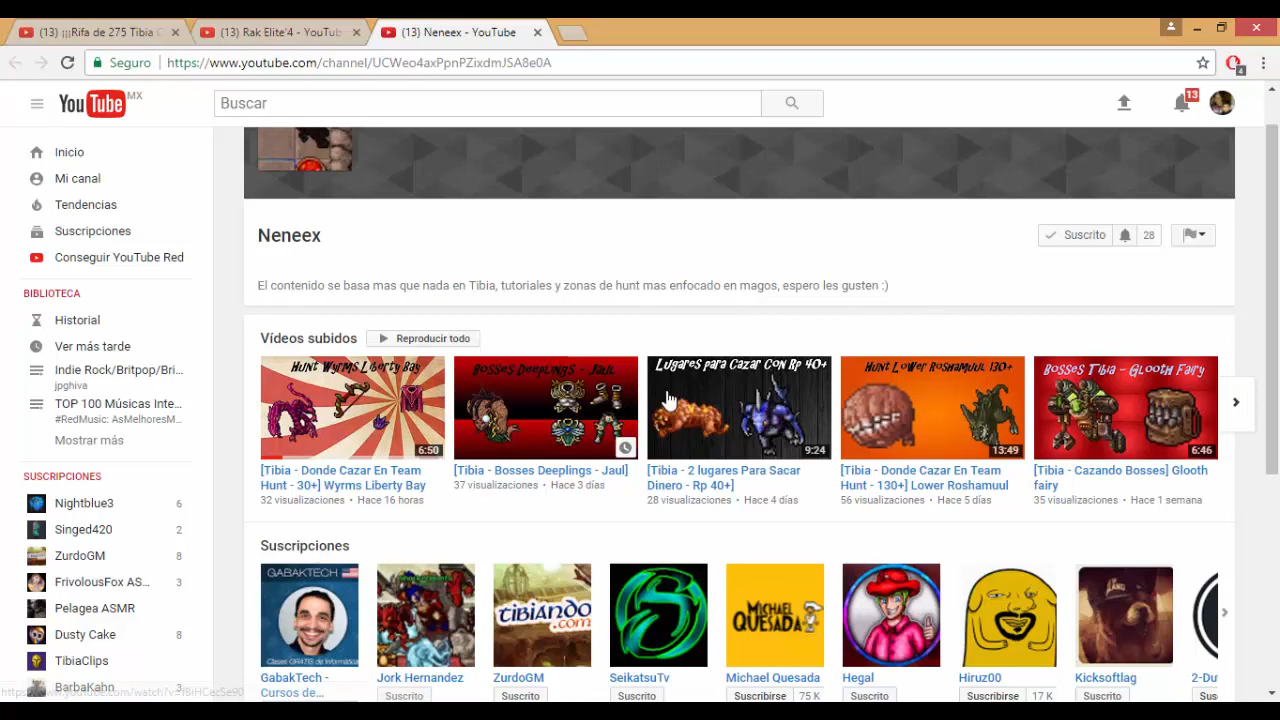 (13) ¡¡¡Rifa de 275 Tibia C
(13) Rak Elite'4 - YouTub
(13) Neneex - YouTube
Seguro
https://www.youtube.com/channel/UCWeo4axPpnPZixdmJSA8e0A
4
YouTube MX
Buscar
13
Inicio
Mi canal
Tendencias
Suscripciones
Conseguir YouTube Red
BIBLIOTECA
Historial
Ver más tarde
Indie Rock/Britpop/Bri...
jpghiva
TOP 100 Músicas Inte...
#RedMusic: AsMelhoresM...
Mostrar más
SUSCRIPCIONES
Nightblue3 6
Singed420 2
ZurdoGM 8
FrivolousFox AS... 3
Pelagea ASMR
Dusty Cake 8
TibiaClips
BarbaKahn 3
Neneex
Suscrito 28
El contenido se basa mas que nada en Tibia, tutoriales y zonas de hunt mas enfocado en magos, espero les gusten :)
Vídeos subidos
Reproducir todo
Hunt Wyrms Liberty Bay
6:50
[Tibia - Donde Cazar En Team
Hunt - 30+] Wyrms Liberty Bay
32 visualizaciones • Hace 16 horas
Bosses Deeplings - Jaul
[Tibia - Bosses Deeplings - Jaul]
37 visualizaciones • Hace 3 días
Lugares para Cazar Con Rp 40+
9:24
[Tibia - 2 lugares Para Sacar
Dinero - Rp 40+]
28 visualizaciones • Hace 4 días
Hunt Lower Roshamuul 130+
13:49
[Tibia - Donde Cazar En Team
Hunt - 130+] Lower Roshamuul
56 visualizaciones • Hace 5 días
Bosses Tibia - Glooth Fairy
6:46
[Tibia - Cazando Bosses] Glooth
fairy
35 visualizaciones • Hace 1 semana
Suscripciones
GABAKTECH
Clases GRATIS de Informática
GabakTech -
Cursos de...
Jork Hernandez
Suscrito
TIBIANDO
.com
ZurdoGM
Suscrito
SeikatsuTv
Suscrito
MICHAEL
QUESADA
Michael Quesada
Suscribirse 75 K
Hegal
Suscrito
Hiruz00
Suscribirse 17 K
Kicksoftlag
Suscrito
2-Du
Sus